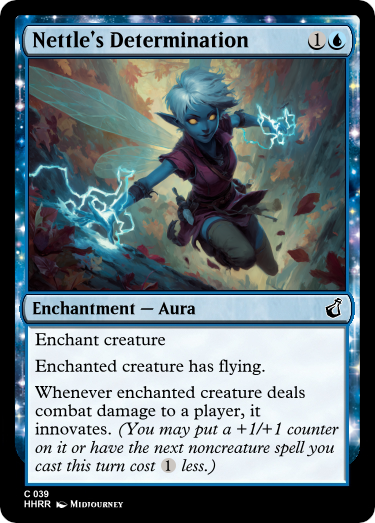 Nettle's Determination 1
Enchantment — Aura
Enchant creature
Enchanted creature has flying.
Whenever enchanted creature deals
combat damage to a player, it
innovates. (You may put a +1/+1 counter
on it or have the next noncreature spell you
cast this turn cost 1 less.)
C 039
HHRR Midjourney